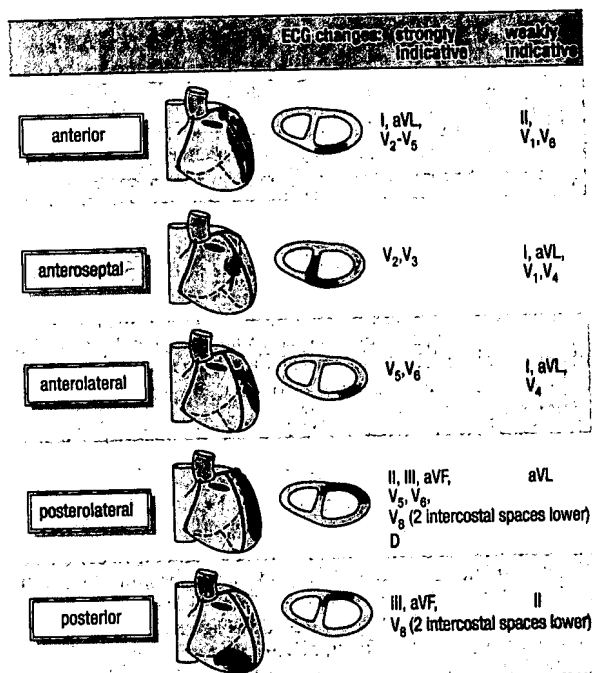 ECG changes: strongly indicative weakly indicative
anterior
I, aVL,
V2-V5
II,
V1,V6
anteroseptal
V2,V3
I, aVL,
V1,V4
anterolateral
V5,V6
I, aVL,
V4
posterolateral
II, III, aVF,
V5, V6,
V8 (2 intercostal spaces lower)
D
aVL
posterior
III, aVF,
V8 (2 intercostal spaces lower)
II